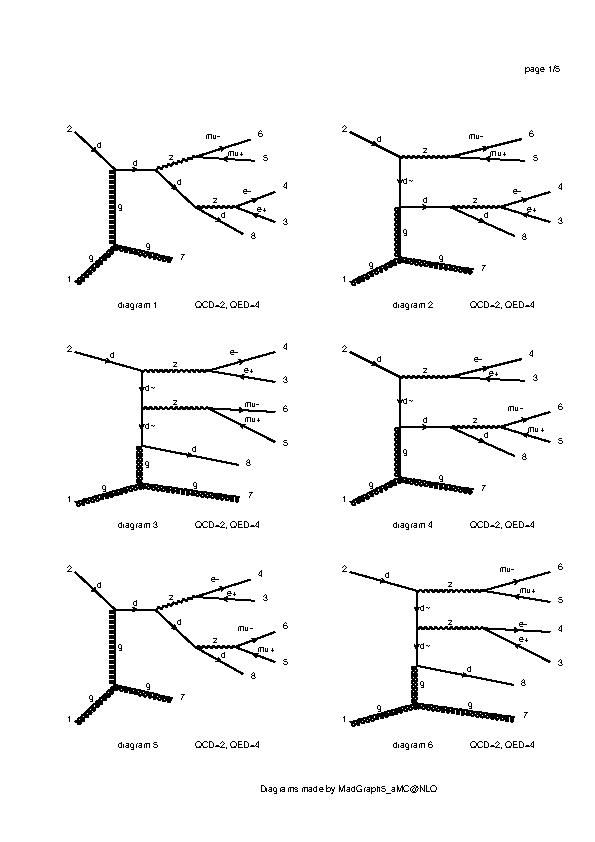 page 1/5
2 d g g g 1 7 d z d mu- 6 mu+ 5 z e- 4 e+ 3 d 8
diagram 1 QCD=2, QED=4
2 d z mu- 6 mu+ 5 d~ d z e- 4 e+ 3 d 8 g g g 1 7
diagram 2 QCD=2, QED=4
2 d z e- 4 e+ 3 d~ z mu- 6 mu+ 5 d~ d 8 g g g 1 7
diagram 3 QCD=2, QED=4
2 d z e- 4 e+ 3 d~ d z mu- 6 mu+ 5 d 8 g g g 1 7
diagram 4 QCD=2, QED=4
2 d g g g 1 7 d z d e- 4 e+ 3 z mu- 6 mu+ 5 d 8
diagram 5 QCD=2, QED=4
2 d z mu- 6 mu+ 5 d~ z e- 4 e+ 3 d~ d 8 g g g 1 7
diagram 6 QCD=2, QED=4
Diagrams made by MadGraph5_aMC@NLO